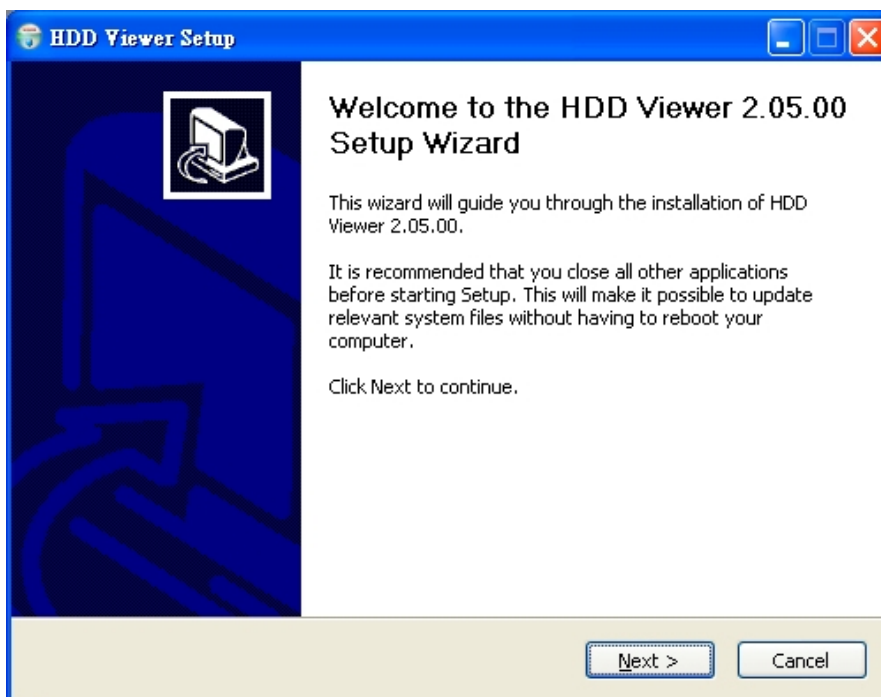 HDD Viewer Setup
Welcome to the HDD Viewer 2.05.00
Setup Wizard
This wizard will guide you through the installation of HDD
Viewer 2.05.00.
It is recommended that you close all other applications
before starting Setup. This will make it possible to update
relevant system files without having to reboot your
computer.
Click Next to continue.
Next >
Cancel